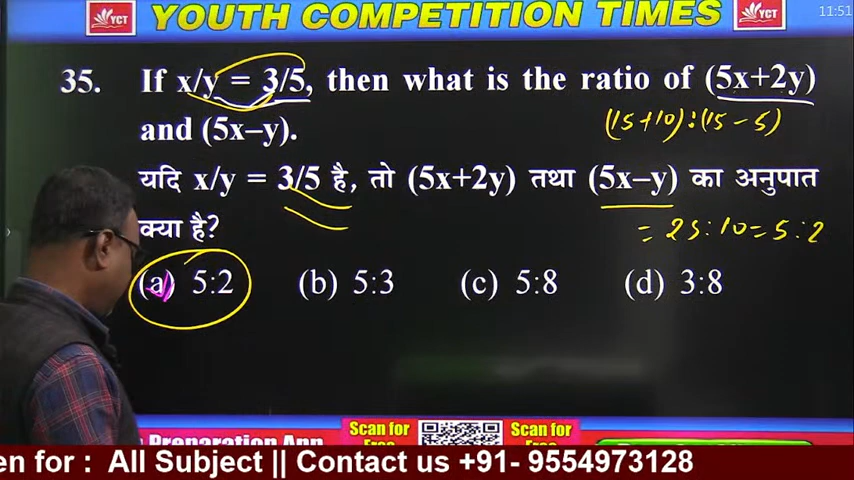 YCT YOUTH COMPETITION TIMES YCT 11:51
35. If x/y = 3/5, then what is the ratio of (5x+2y)
and (5x–y). (15+10):(15-5)
यदि x/y = 3/5 है, तो (5x+2y) तथा (5x–y) का अनुपात
क्या है? = 25:10=5:2
(a) 5:2 (b) 5:3 (c) 5:8 (d) 3:8
Preparation App Scan for Free Scan for
en for : All Subject || Contact us +91- 9554973128